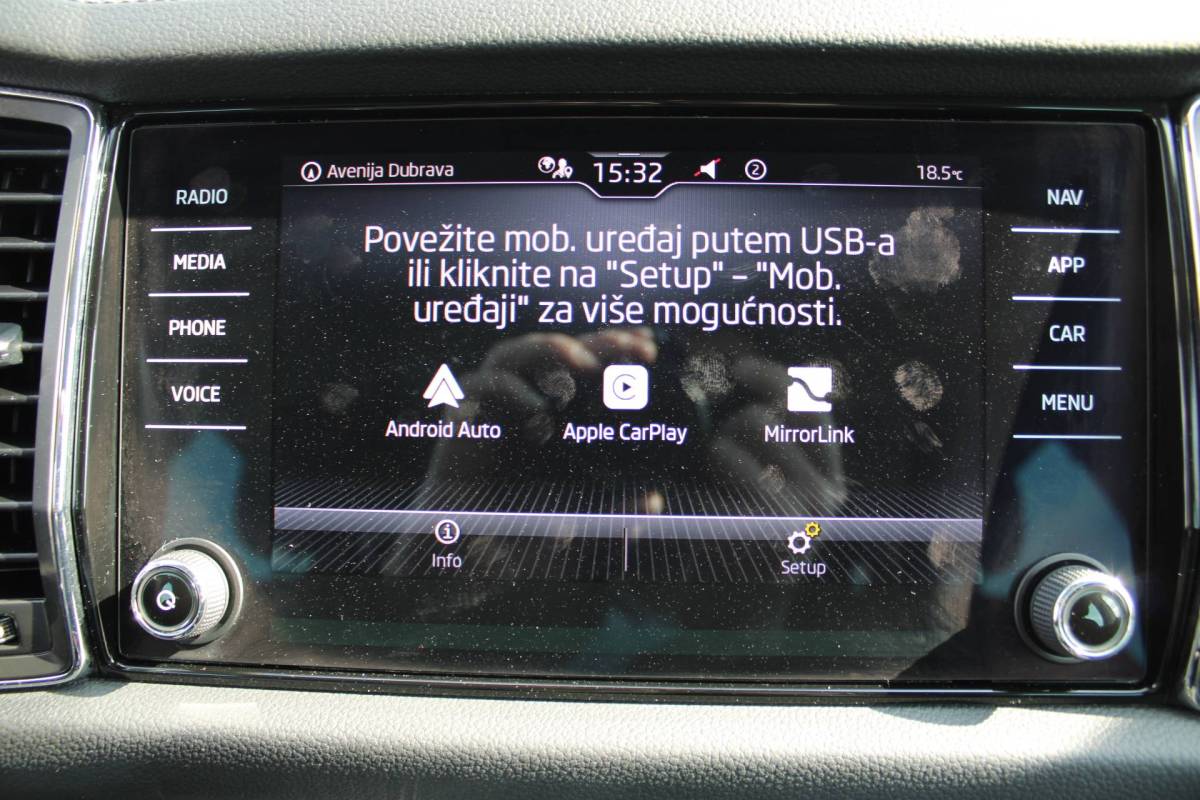 Avenija Dubrava 15:32 2 18.5°C
RADIO
MEDIA
PHONE
VOICE
Povežite mob. uređaj putem USB-a
ili kliknite na "Setup" – "Mob.
uređaji" za više mogućnosti.
Android Auto
Apple CarPlay
MirrorLink
Info
Setup
NAV
APP
CAR
MENU